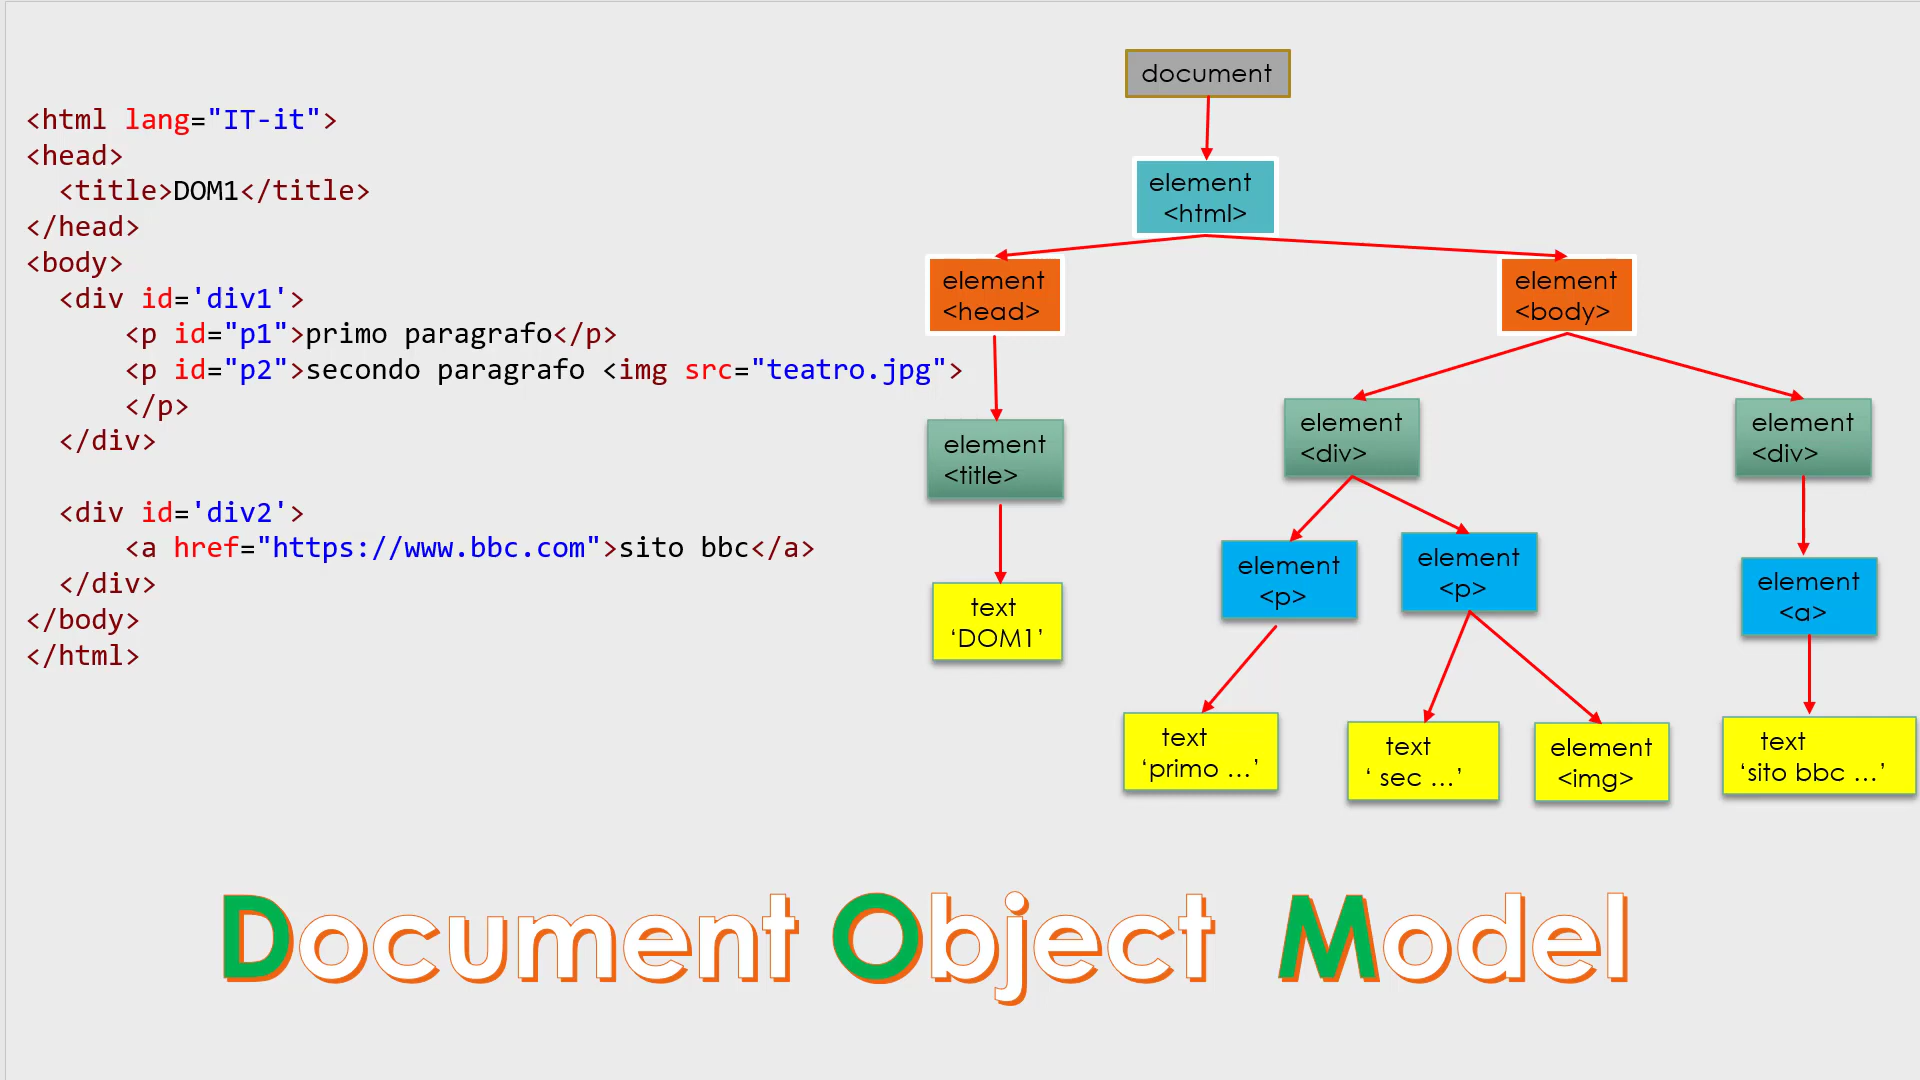 <html lang="IT-it">
<head>
<title>DOM1</title>
</head>
<body>
<div id='div1'>
<p id="p1">primo paragrafo</p>
<p id="p2">secondo paragrafo <img src="teatro.jpg">
</p>
</div>
<div id='div2'>
<a href="https://www.bbc.com">sito bbc</a>
</div>
</body>
</html>
document
element
<html>
element
<head>
element
<body>
element
<title>
element
<div>
element
<div>
text
‘DOM1’
element
<p>
element
<p>
element
<a>
text
‘primo …’
text
‘ sec …’
element
<img>
text
‘sito bbc …’
Document Object Model